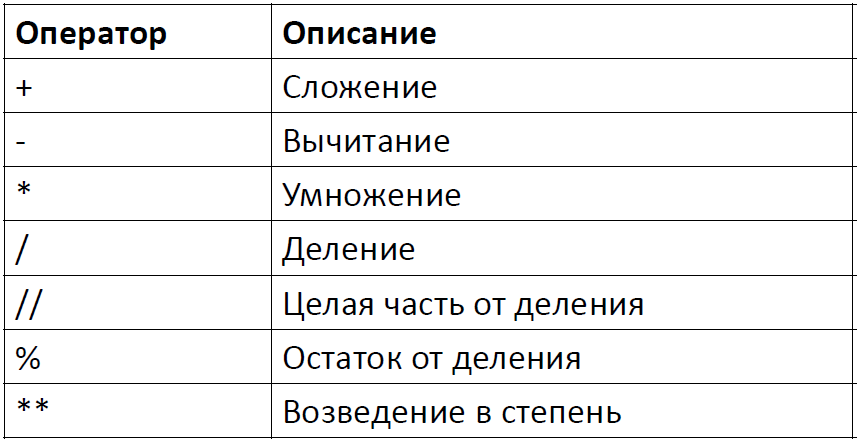 Оператор Описание
+ Сложение
- Вычитание
* Умножение
/ Деление
// Целая часть от деления
% Остаток от деления
** Возведение в степень